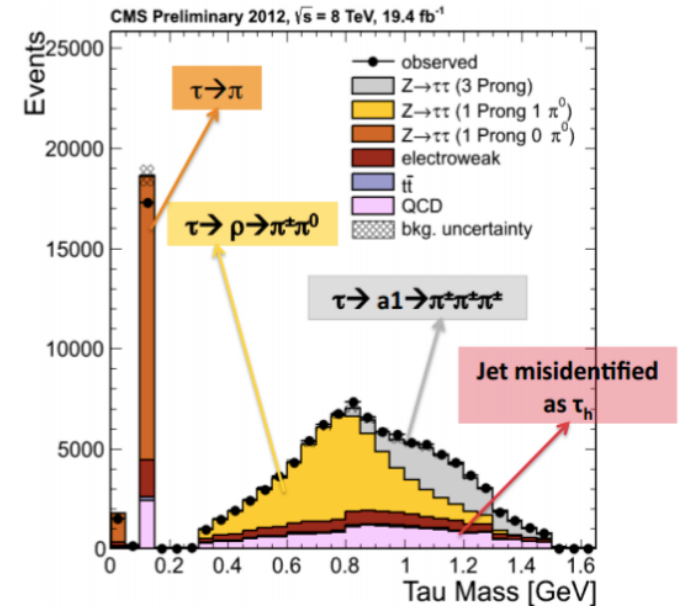 CMS Preliminary 2012, √s = 8 TeV, 19.4 fb⁻¹
Events
25000
20000
15000
10000
5000
0
observed
Z→ττ (3 Prong)
Z→ττ (1 Prong 1 π⁰)
Z→ττ (1 Prong 0 π⁰)
electroweak
tt̄
QCD
bkg. uncertainty
τ→π
τ→ ρ→π±π⁰
τ→ a1→π±π±π±
Jet misidentified
as τₕ
0 0.2 0.4 0.6 0.8 1 1.2 1.4 1.6
Tau Mass [GeV]